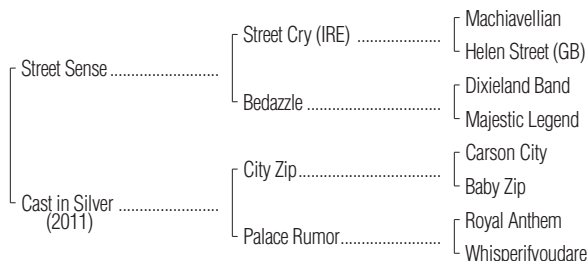 Machiavellian
Street Cry (IRE)
Helen Street (GB)
Street Sense
Dixieland Band
Bedazzle
Majestic Legend
Carson City
City Zip
Baby Zip
Cast in Silver
(2011)
Royal Anthem
Palace Rumor
Whisperifyoudare